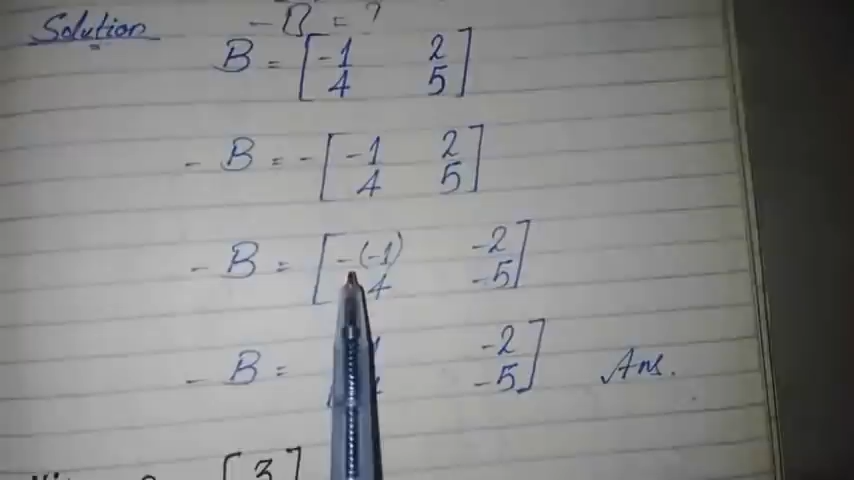 Solution - B = ?
B = [-1 2
4 5]
- B = - [-1 2
4 5]
- B = [-(-1) -2
4 -5]
- B = -2
-5] Ans.
[3]